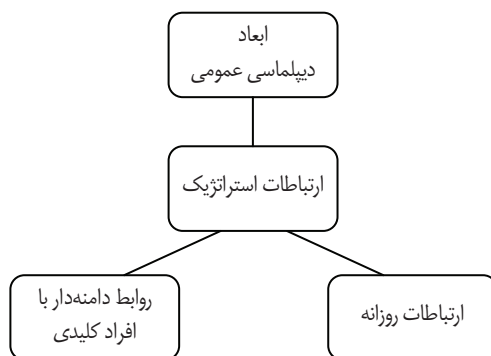 ابعاد
دیپلماسی عمومی
ارتباطات استراتژیک
ارتباطات روزانه
روابط دامنه‌دار با
افراد کلیدی